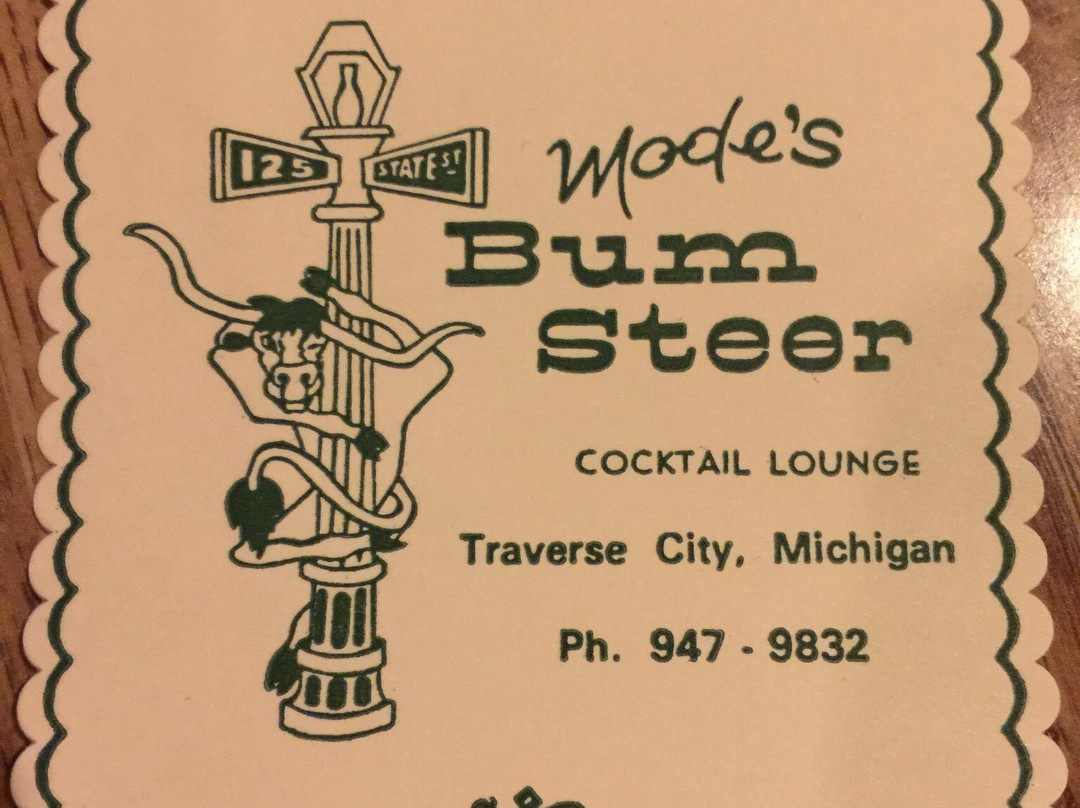 125 STATE ST
Mode's
Bum
Steer
COCKTAIL LOUNGE
Traverse City, Michigan
Ph. 947 - 9832